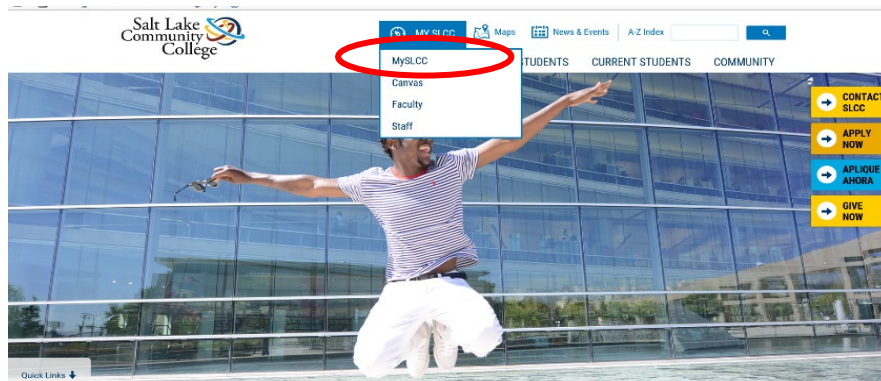 Salt Lake
Community
College
MY SLCC
Maps
News & Events
A-Z Index
MySLCC
Canvas
Faculty
Staff
TUDENTS
CURRENT STUDENTS
COMMUNITY
CONTACT
SLCC
APPLY
NOW
APLIQUE
AHORA
GIVE
NOW
Quick Links